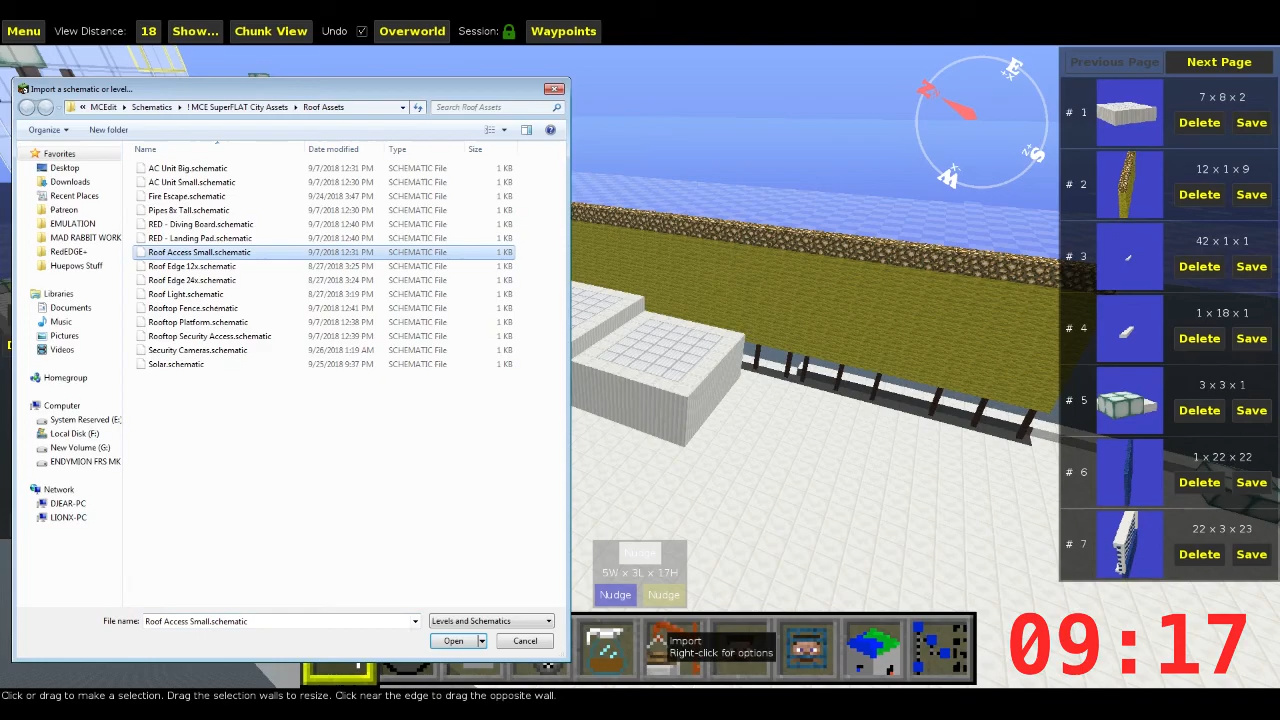 Menu View Distance: 18 Show... Chunk View Undo Overworld Session: Waypoints
Import a schematic or level...
MCEdit Schematics ! MCE SuperFLAT City Assets Roof Assets Search Roof Assets
Organize New folder
Name Date modified Type Size
Favorites
Desktop
Downloads
Recent Places
Patreon
EMULATION
MAD RABBIT WORK
RedEDGE+
Huepows Stuff
Libraries
Documents
Music
Pictures
Videos
Homegroup
Computer
System Reserved (E:
Local Disk (F:)
New Volume (G:)
ENDYMION FRS MK
Network
DJEAR-PC
LIONX-PC
AC Unit Big.schematic 9/7/2018 12:31 PM SCHEMATIC File 1 KB
AC Unit Small.schematic 9/7/2018 12:30 PM SCHEMATIC File 1 KB
Fire Escape.schematic 9/24/2018 3:47 PM SCHEMATIC File 1 KB
Pipes 8x Tall.schematic 9/7/2018 12:30 PM SCHEMATIC File 1 KB
RED - Diving Board.schematic 9/7/2018 12:40 PM SCHEMATIC File 1 KB
RED - Landing Pad.schematic 9/7/2018 12:40 PM SCHEMATIC File 1 KB
Roof Access Small.schematic 9/7/2018 12:31 PM SCHEMATIC File 1 KB
Roof Edge 12x.schematic 8/27/2018 3:25 PM SCHEMATIC File 1 KB
Roof Edge 24x.schematic 8/27/2018 3:24 PM SCHEMATIC File 1 KB
Roof Light.schematic 8/27/2018 3:19 PM SCHEMATIC File 1 KB
Rooftop Fence.schematic 9/7/2018 12:41 PM SCHEMATIC File 1 KB
Rooftop Platform.schematic 9/7/2018 12:38 PM SCHEMATIC File 1 KB
Rooftop Security Access.schematic 9/7/2018 12:39 PM SCHEMATIC File 1 KB
Security Cameras.schematic 9/26/2018 1:19 AM SCHEMATIC File 1 KB
Solar.schematic 9/25/2018 9:37 PM SCHEMATIC File 1 KB
File name: Roof Access Small.schematic Levels and Schematics
Open Cancel
N E S W
Nudge
5W x 3L x 17H
Nudge Nudge
Import
Right-click for options
Previous Page Next Page
# 1 7 x 8 x 2
Delete Save
# 2 12 x 1 x 9
Delete Save
# 3 42 x 1 x 1
Delete Save
# 4 1 x 18 x 1
Delete Save
# 5 3 x 3 x 1
Delete Save
# 6 1 x 22 x 22
Delete Save
# 7 22 x 3 x 23
Delete Save
09:17
Click or drag to make a selection. Drag the selection walls to resize. Click near the edge to drag the opposite wall.